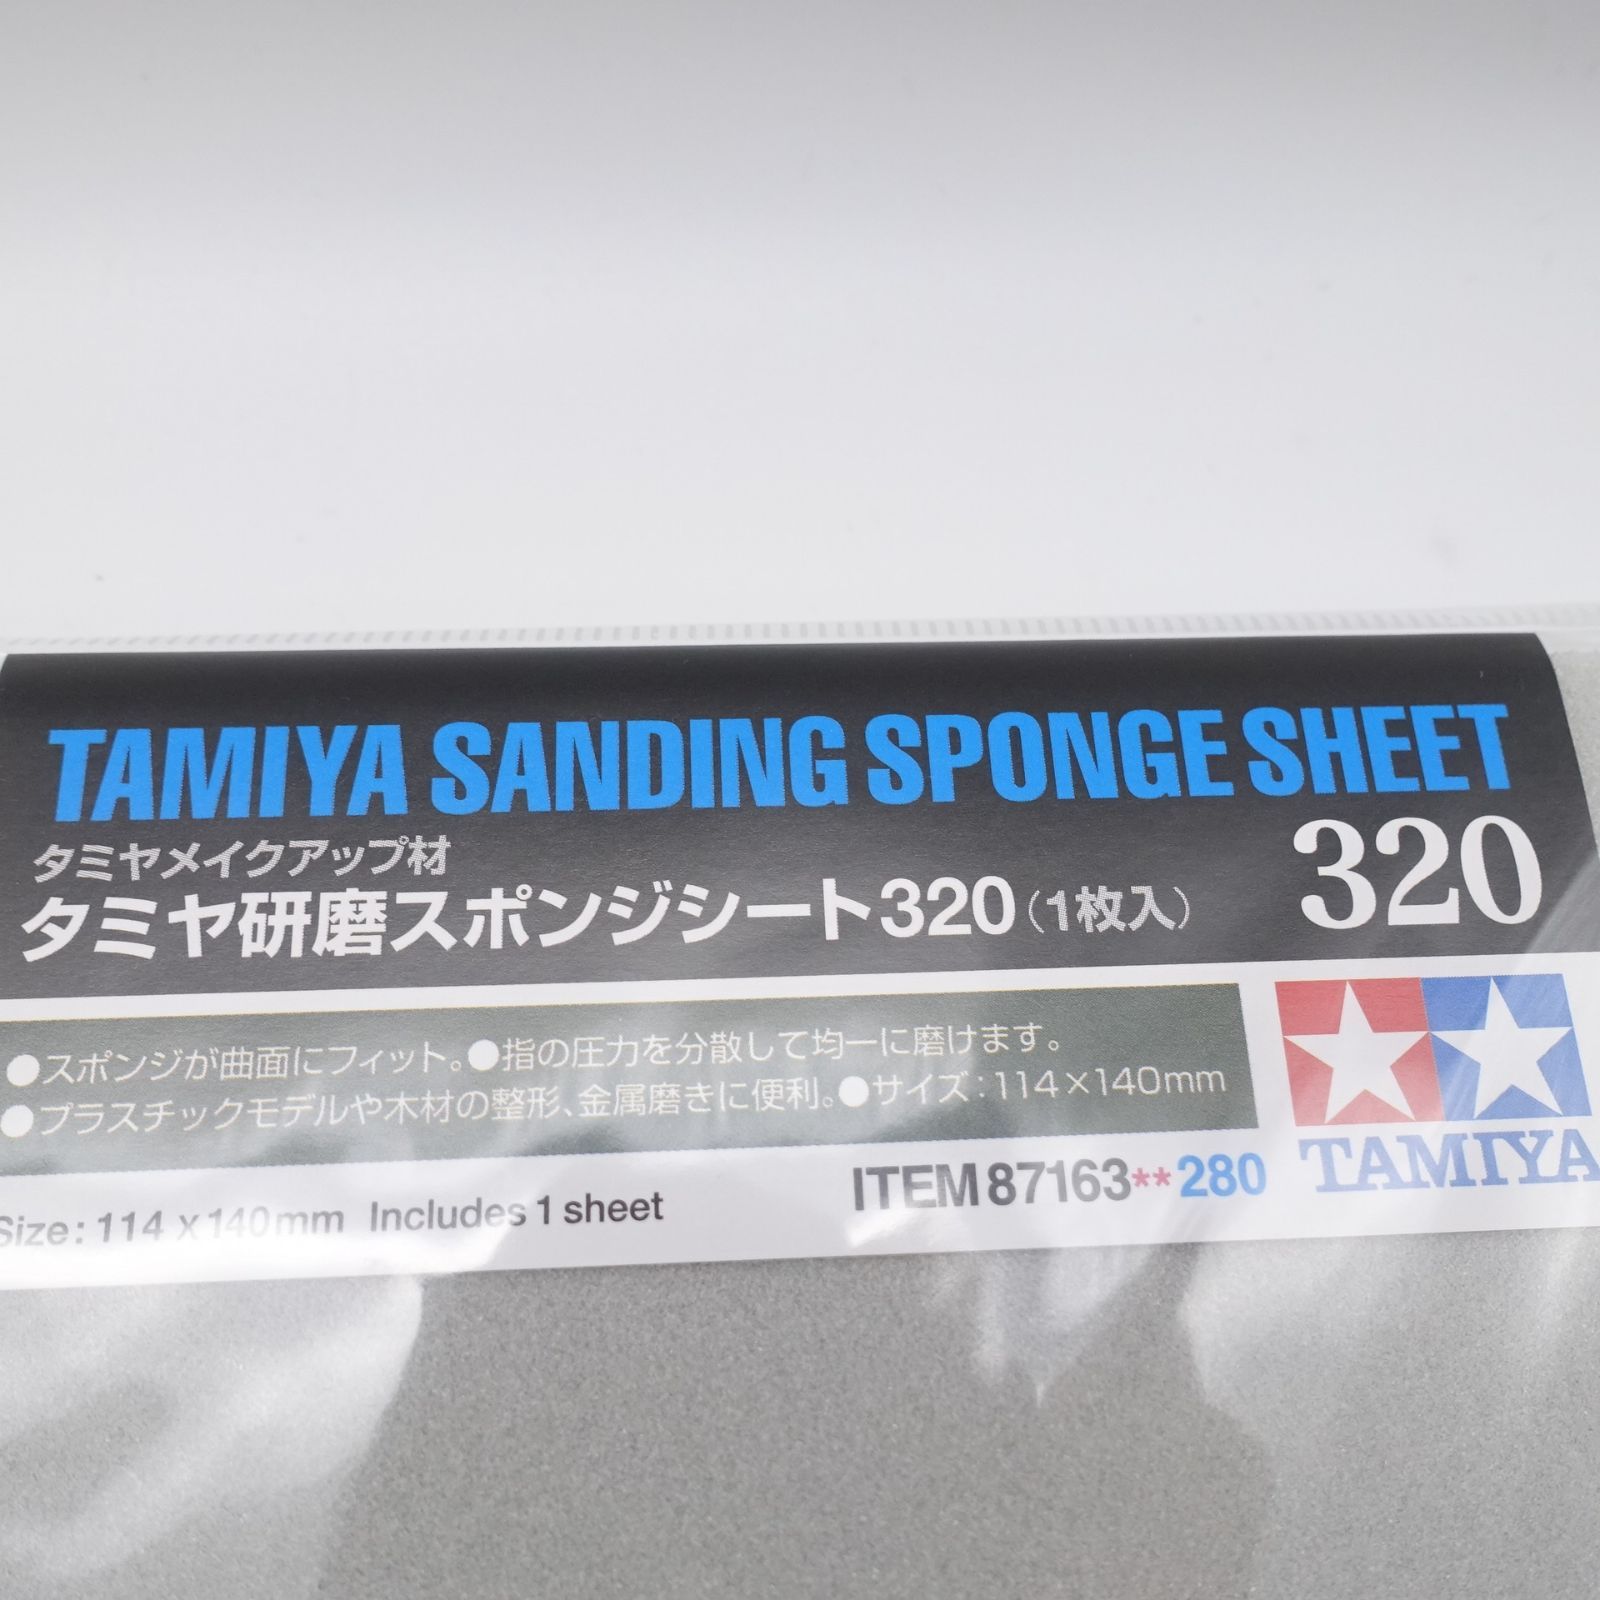 TAMIYA SANDING SPONGE SHEET
タミヤメイクアップ材
タミヤ研磨スポンジシート320(1枚入)
320
●スポンジが曲面にフィット。●指の圧力を分散して均一に磨けます。
●プラスチックモデルや木材の整形、金属磨きに便利。●サイズ:114×140mm
TAMIYA
Size: 114 x 140mm Includes 1 sheet
ITEM 87163**280